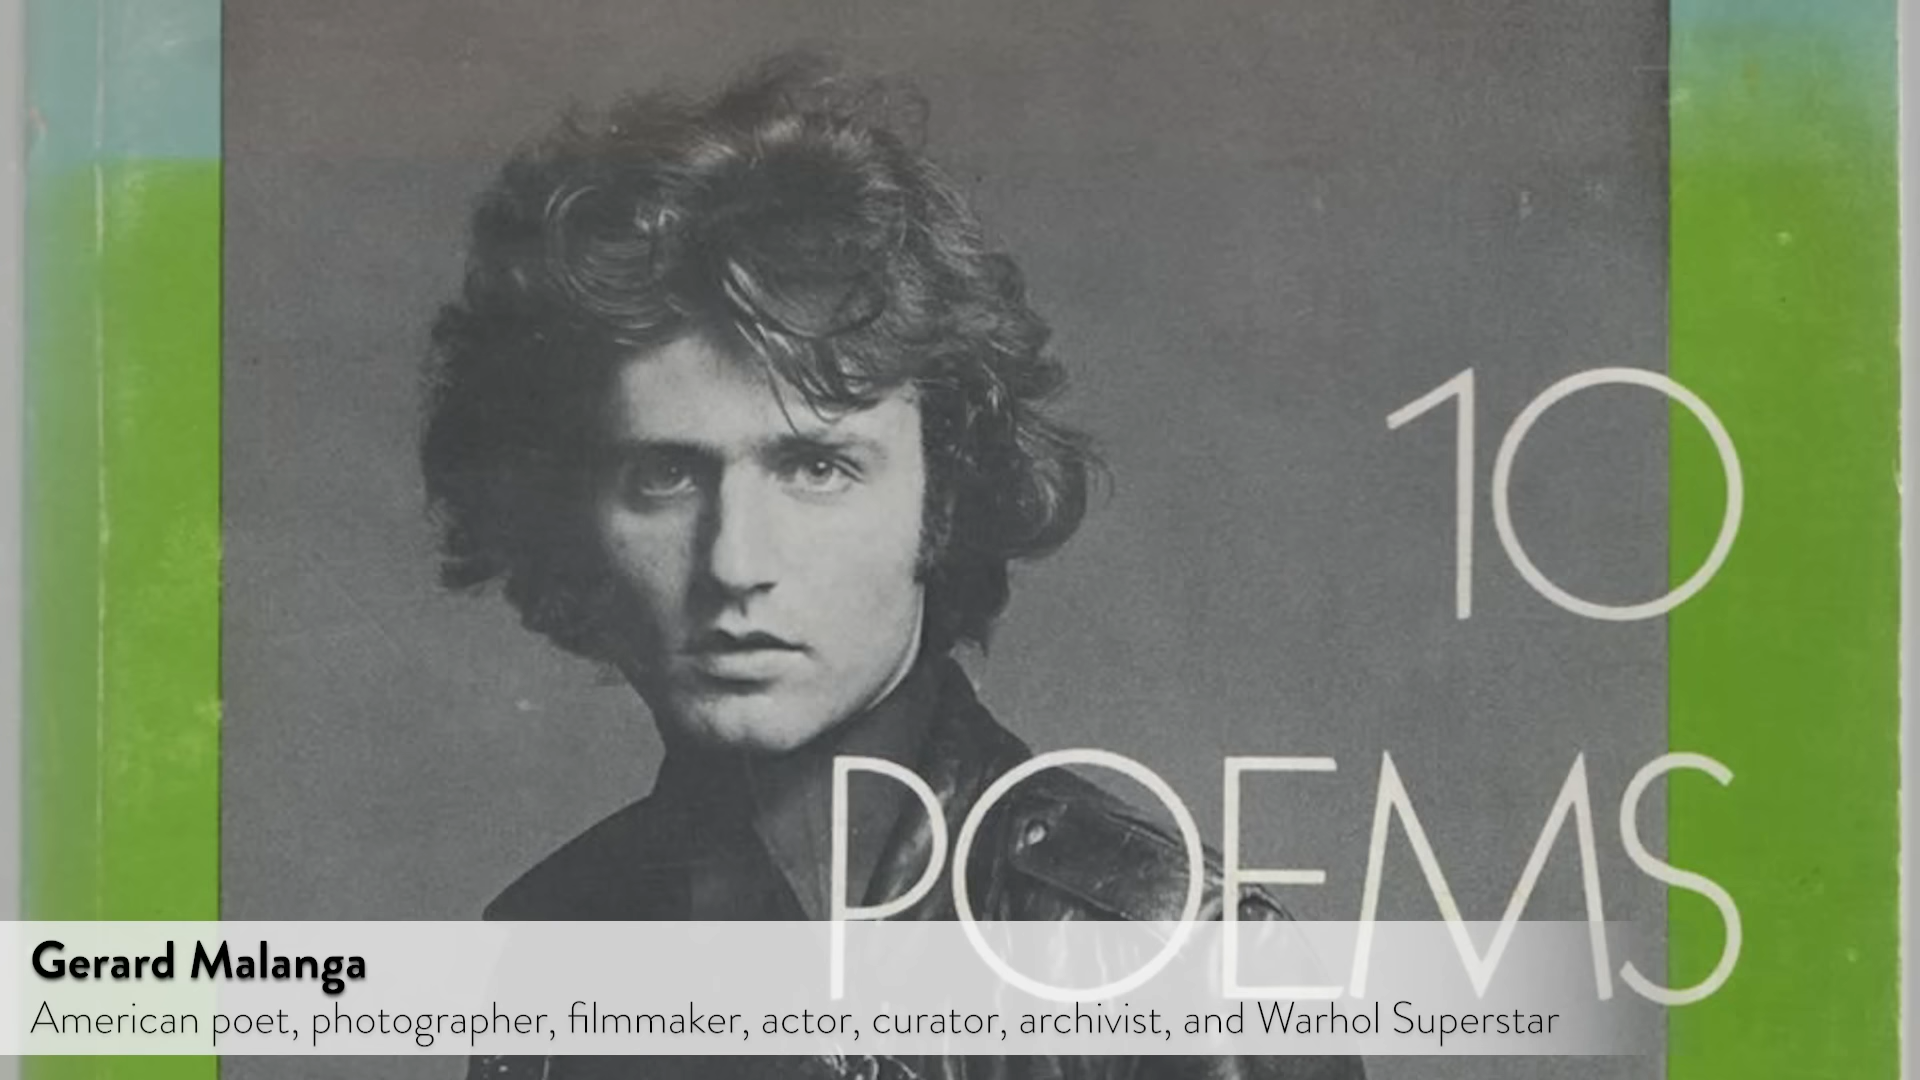 10
POEMS
Gerard Malanga
American poet, photographer, filmmaker, actor, curator, archivist, and Warhol Superstar